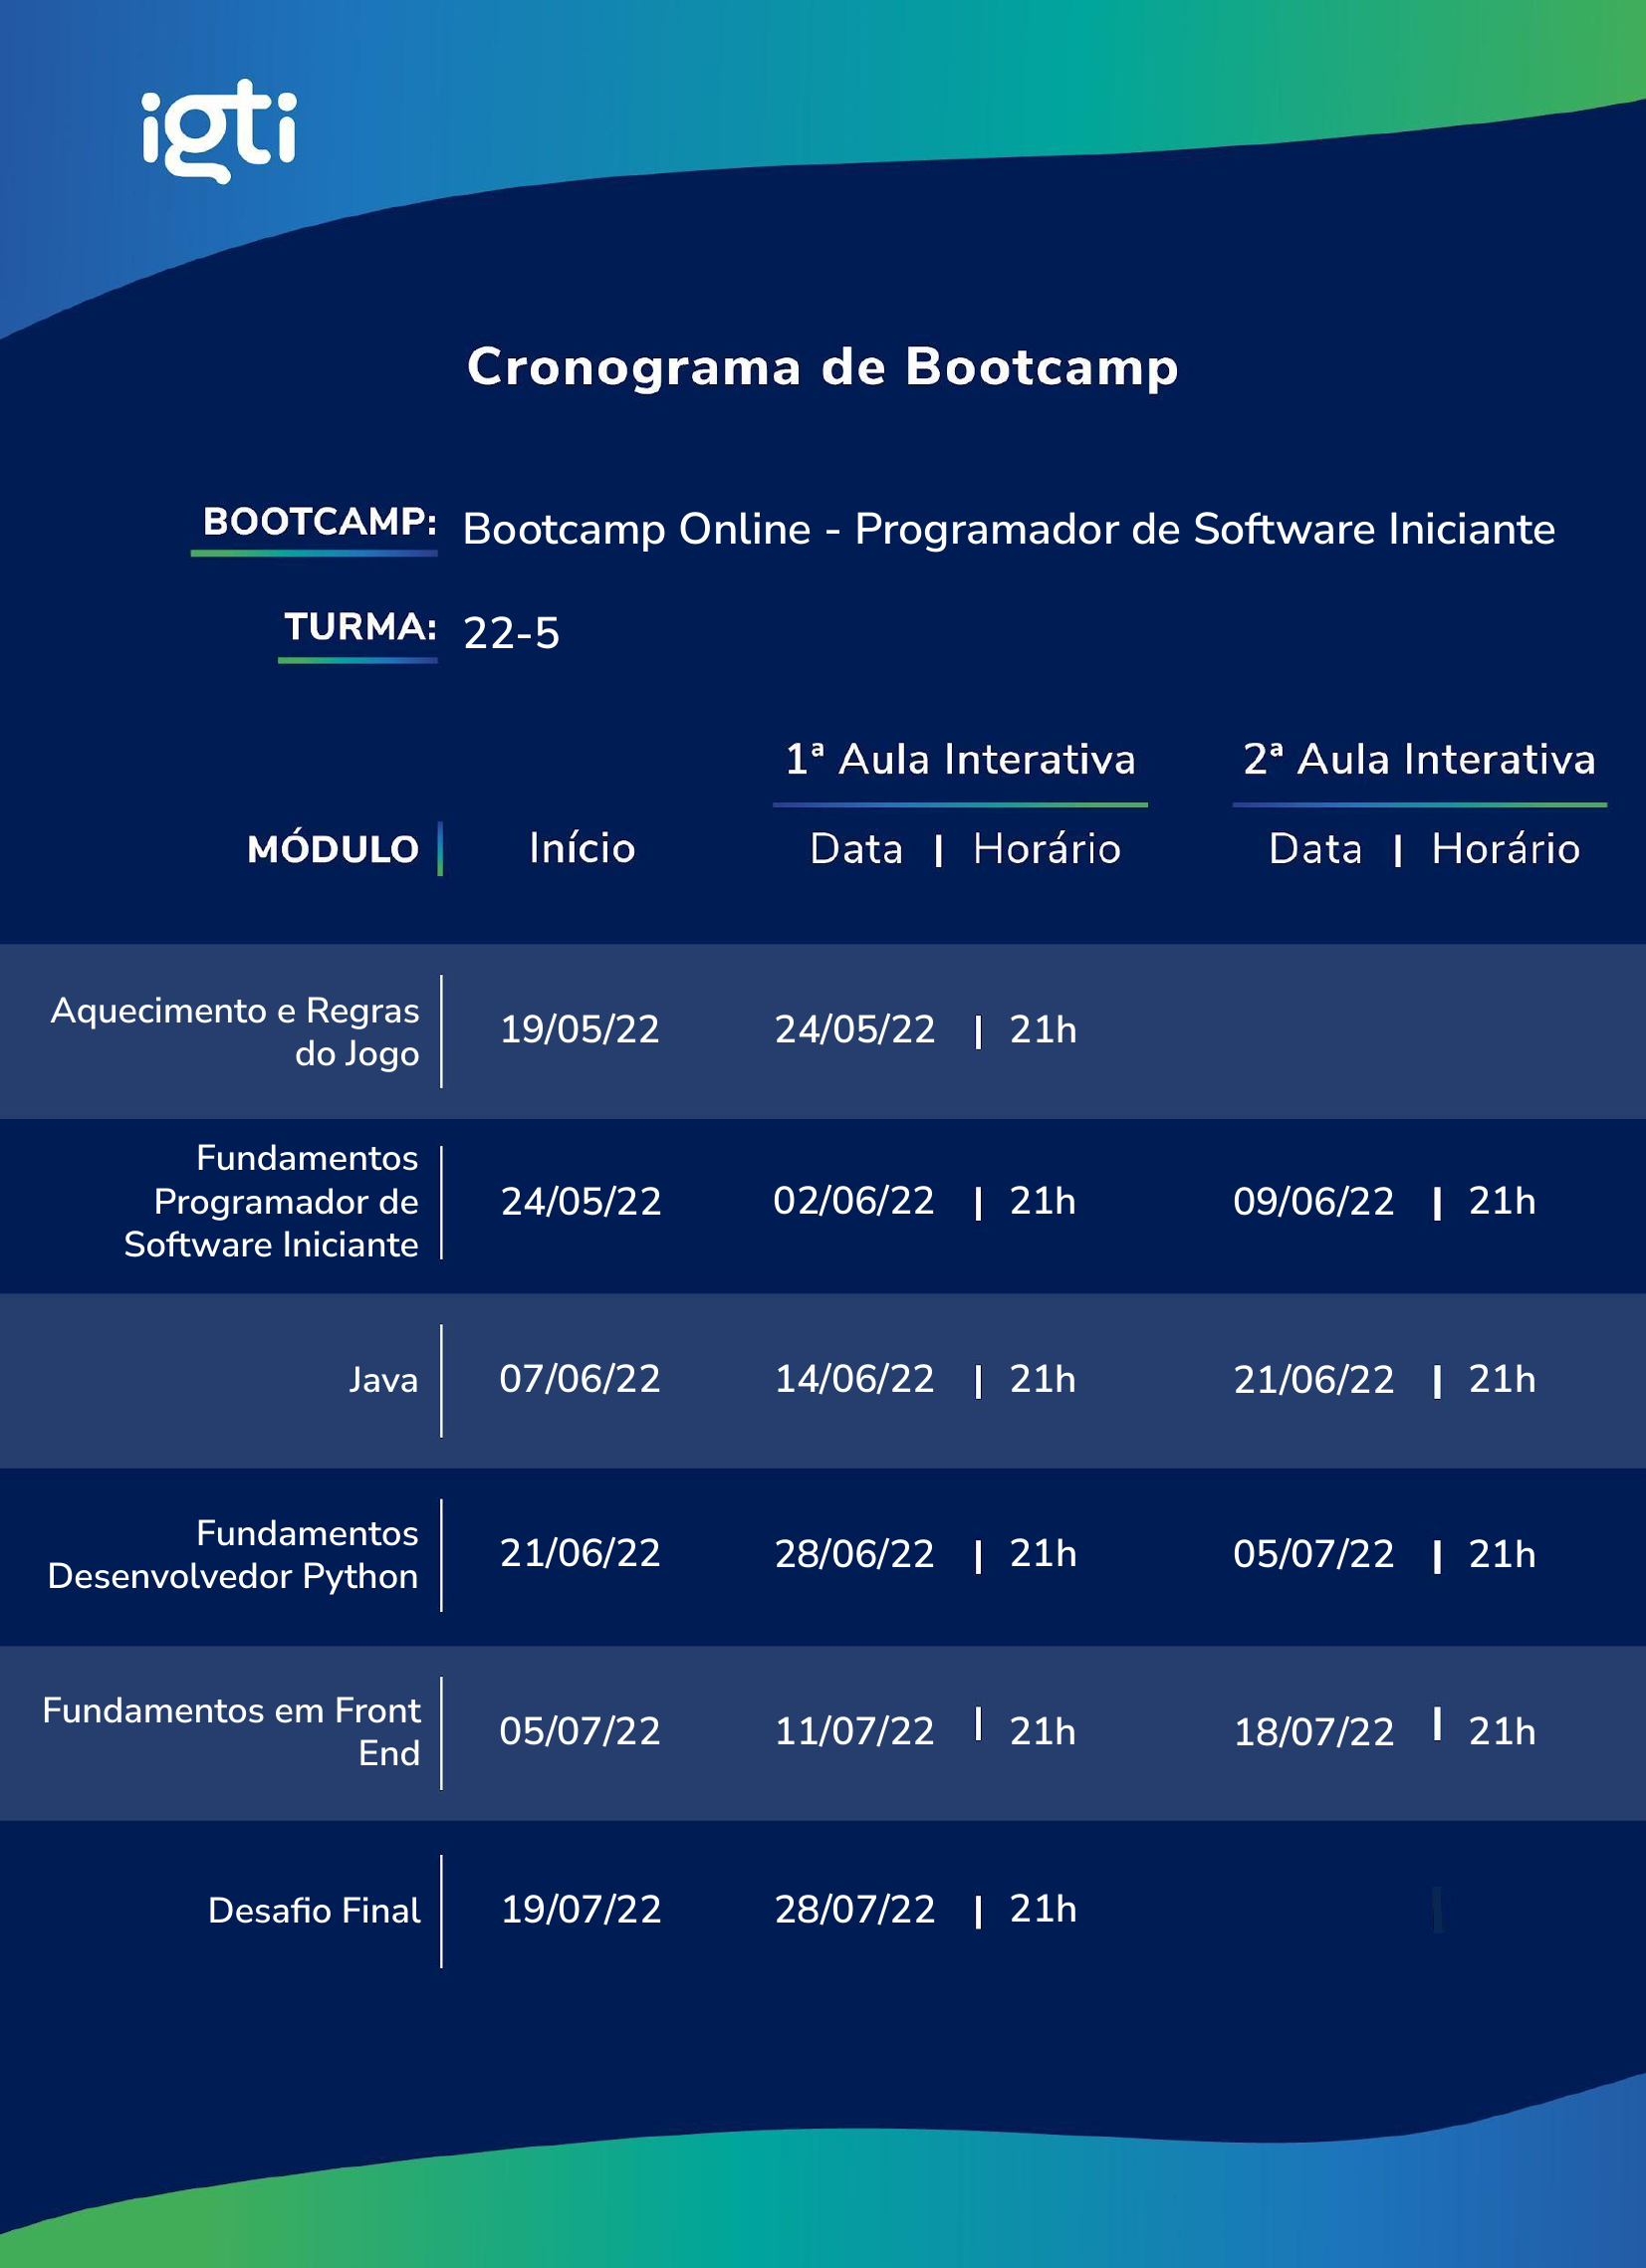 igti
Cronograma de Bootcamp
BOOTCAMP: Bootcamp Online - Programador de Software Iniciante
TURMA: 22-5
1ª Aula Interativa 2ª Aula Interativa
MÓDULO Início Data | Horário Data | Horário
Aquecimento e Regras
do Jogo
19/05/22 24/05/22 | 21h
Fundamentos
Programador de
Software Iniciante
24/05/22 02/06/22 | 21h 09/06/22 | 21h
Java 07/06/22 14/06/22 | 21h 21/06/22 | 21h
Fundamentos
Desenvolvedor Python
21/06/22 28/06/22 | 21h 05/07/22 | 21h
Fundamentos em Front
End
05/07/22 11/07/22 | 21h 18/07/22 | 21h
Desafio Final 19/07/22 28/07/22 | 21h